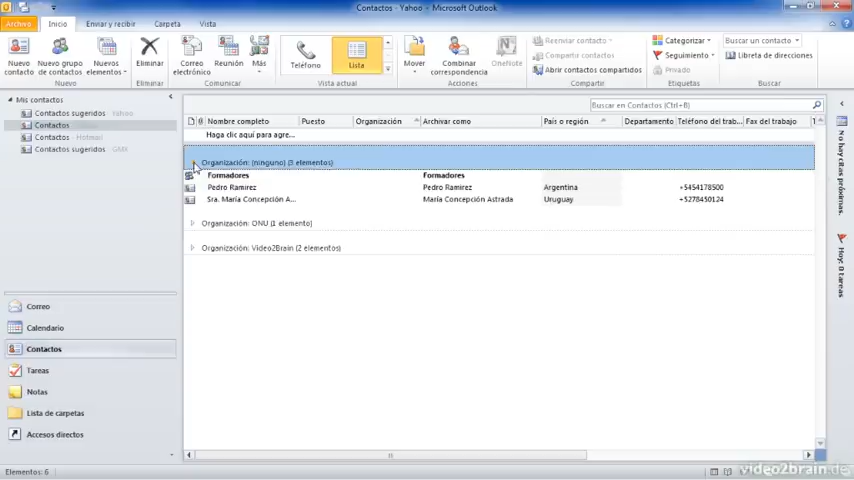 Contactos - Yahoo - Microsoft Outlook
Archivo Inicio Enviar y recibir Carpeta Vista
Nuevo contacto
Nuevo grupo de contactos
Nuevos elementos
Nuevo
Eliminar
Eliminar
Correo electrónico
Reunión
Más
Comunicar
Teléfono
Lista
Vista actual
Mover
Combinar correspondencia
OneNote
Acciones
Reenviar contacto
Compartir contactos
Abrir contactos compartidos
Compartir
Categorizar
Seguimiento
Privado
Etiquetas
Buscar un contacto
Libreta de direcciones
Buscar
Mis contactos
Contactos sugeridos - Yahoo
Contactos
Contactos - Hotmail
Contactos sugeridos - GMX
Correo
Calendario
Contactos
Tareas
Notas
Lista de carpetas
Accesos directos
Buscar en Contactos (Ctrl+B)
Nombre completo Puesto Organización Archivar como País o región Departamento Teléfono del trab... Fax del trabajo
Haga clic aquí para agre...
Organización: (ninguno) (3 elementos)
Formadores Formadores
Pedro Ramirez Pedro Ramirez Argentina +5454178500
Sra. María Concepción A... María Concepción Astrada Uruguay +5278450124
Organización: ONU (1 elemento)
Organización: Video2Brain (2 elementos)
No hay citas próximas.
Hoy: 0 tareas
Elementos: 6
video2brain.de